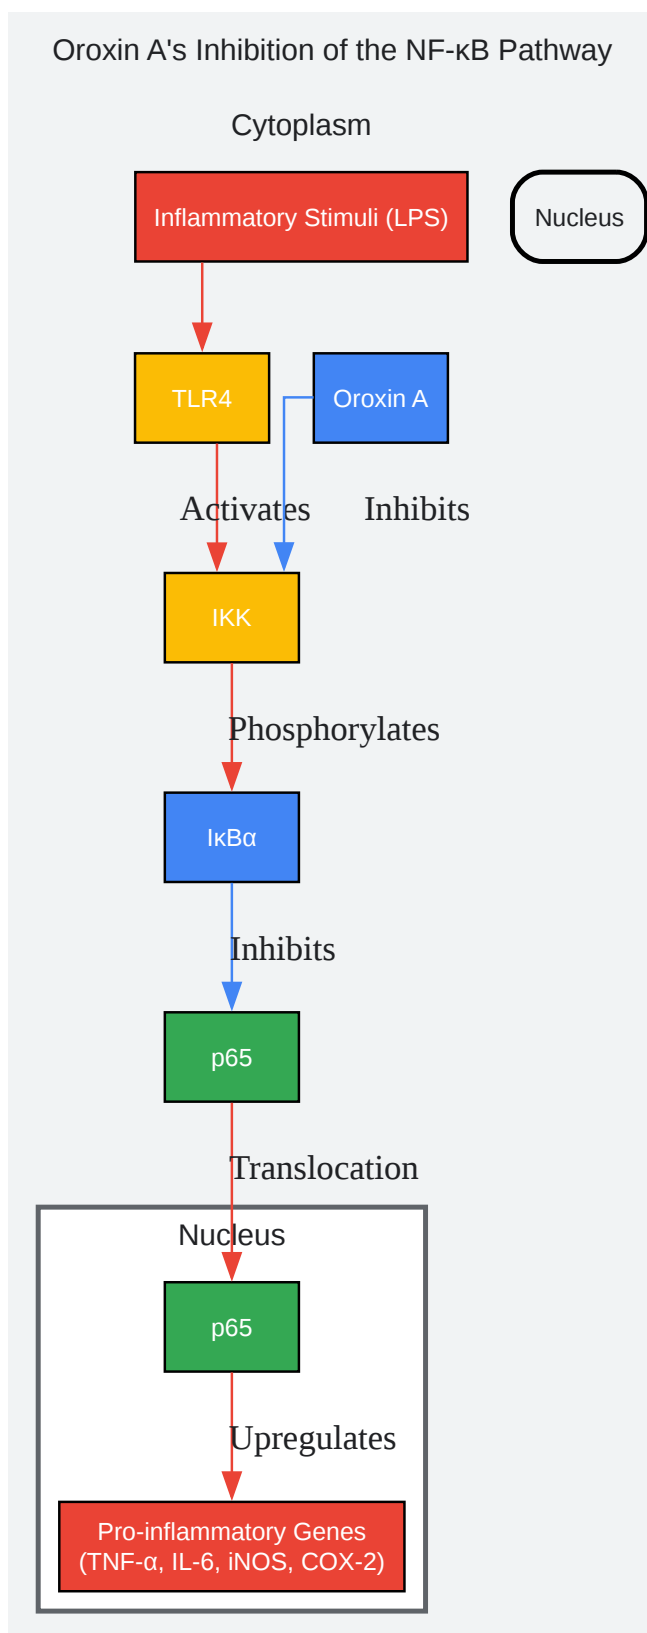 Oroxin A's Inhibition of the NF-κB Pathway
Cytoplasm
Inflammatory Stimuli (LPS)
Nucleus
TLR4
Oroxin A
Activates
Inhibits
IKK
Phosphorylates
IκBα
Inhibits
p65
Translocation
Nucleus
p65
Upregulates
Pro-inflammatory Genes
(TNF-α, IL-6, iNOS, COX-2)